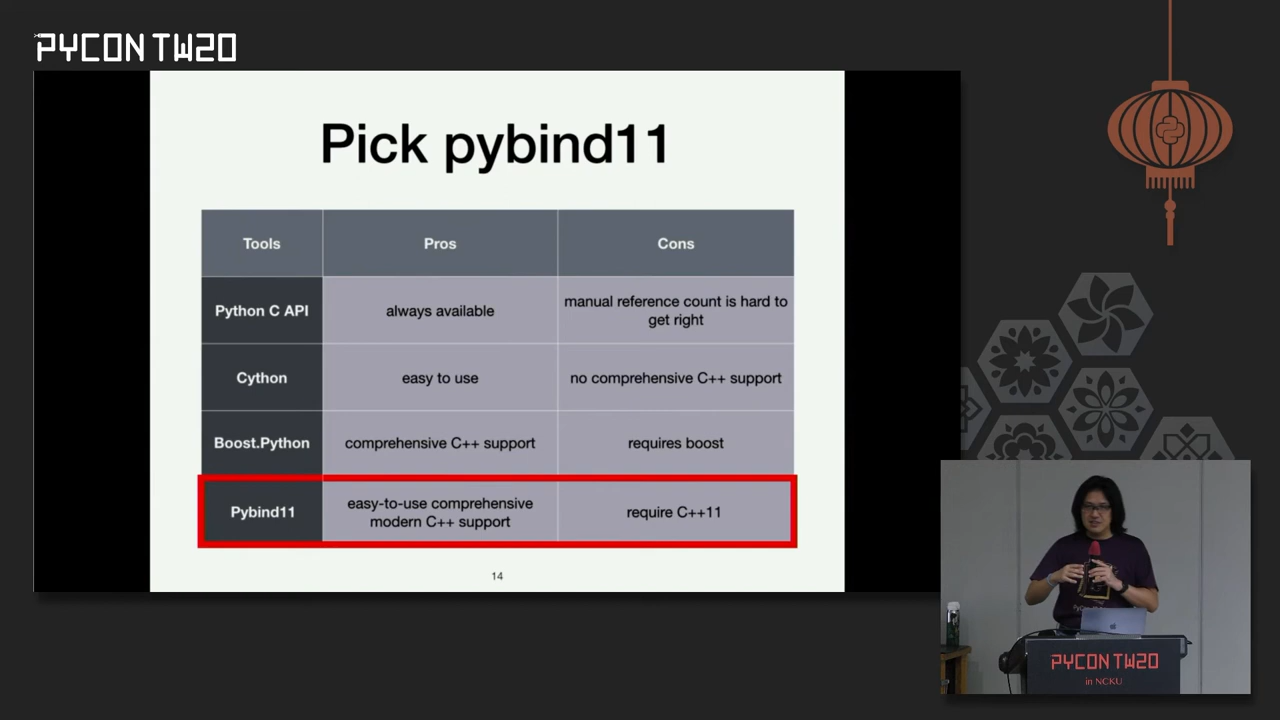 PYCON TW20
Pick pybind11
Tools Pros Cons
Python C API always available manual reference count is hard to
get right
Cython easy to use no comprehensive C++ support
Boost.Python comprehensive C++ support requires boost
Pybind11 easy-to-use comprehensive
modern C++ support require C++11
14
PYCON TW20
in NCKU